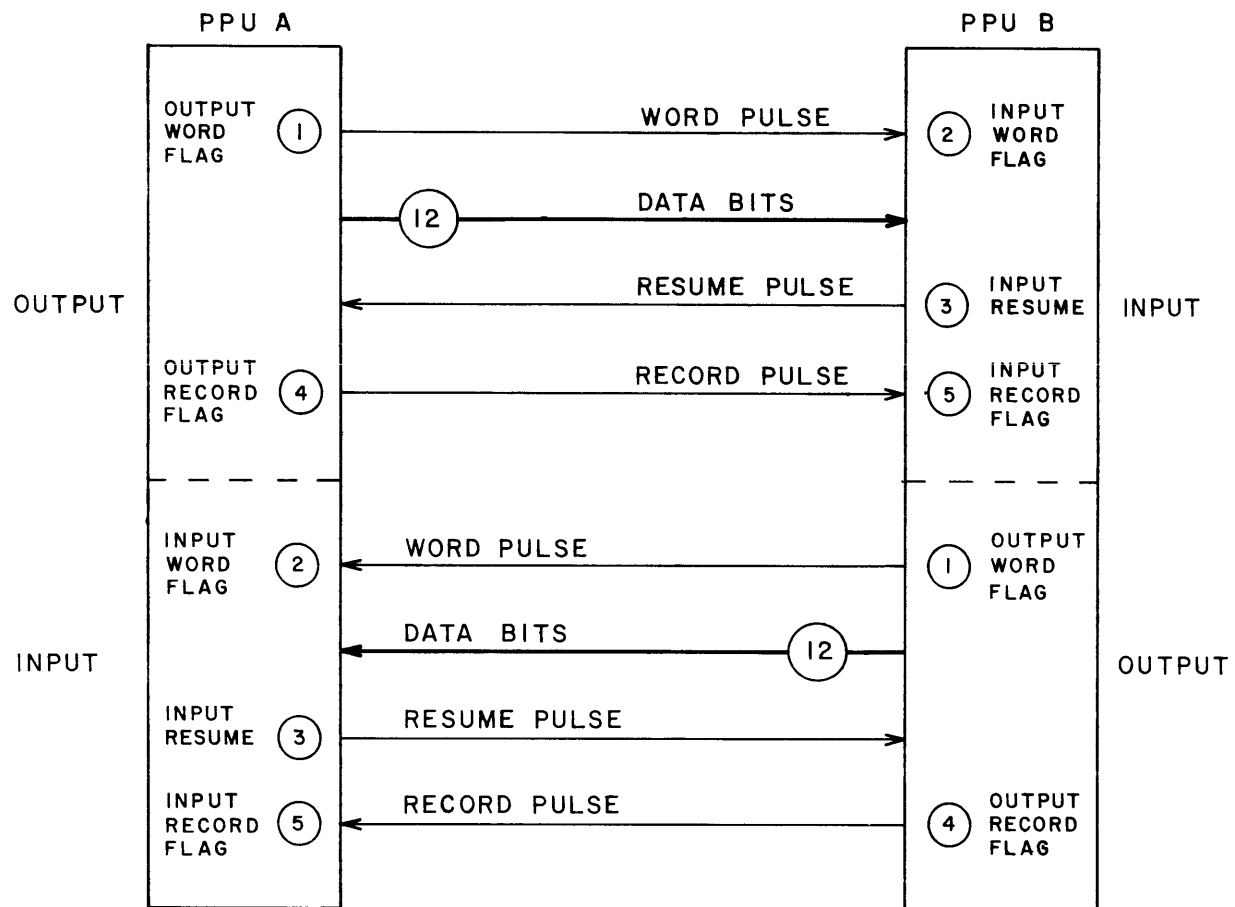 PPU A
PPU B
OUTPUT
WORD
FLAG
1
WORD PULSE
2
INPUT
WORD
FLAG
12
DATA BITS
OUTPUT
RESUME PULSE
3
INPUT
RESUME
INPUT
OUTPUT
RECORD
FLAG
4
RECORD PULSE
5
INPUT
RECORD
FLAG
INPUT
WORD
FLAG
2
WORD PULSE
1
OUTPUT
WORD
FLAG
INPUT
DATA BITS
12
OUTPUT
INPUT
RESUME
3
RESUME PULSE
INPUT
RECORD
FLAG
5
RECORD PULSE
4
OUTPUT
RECORD
FLAG